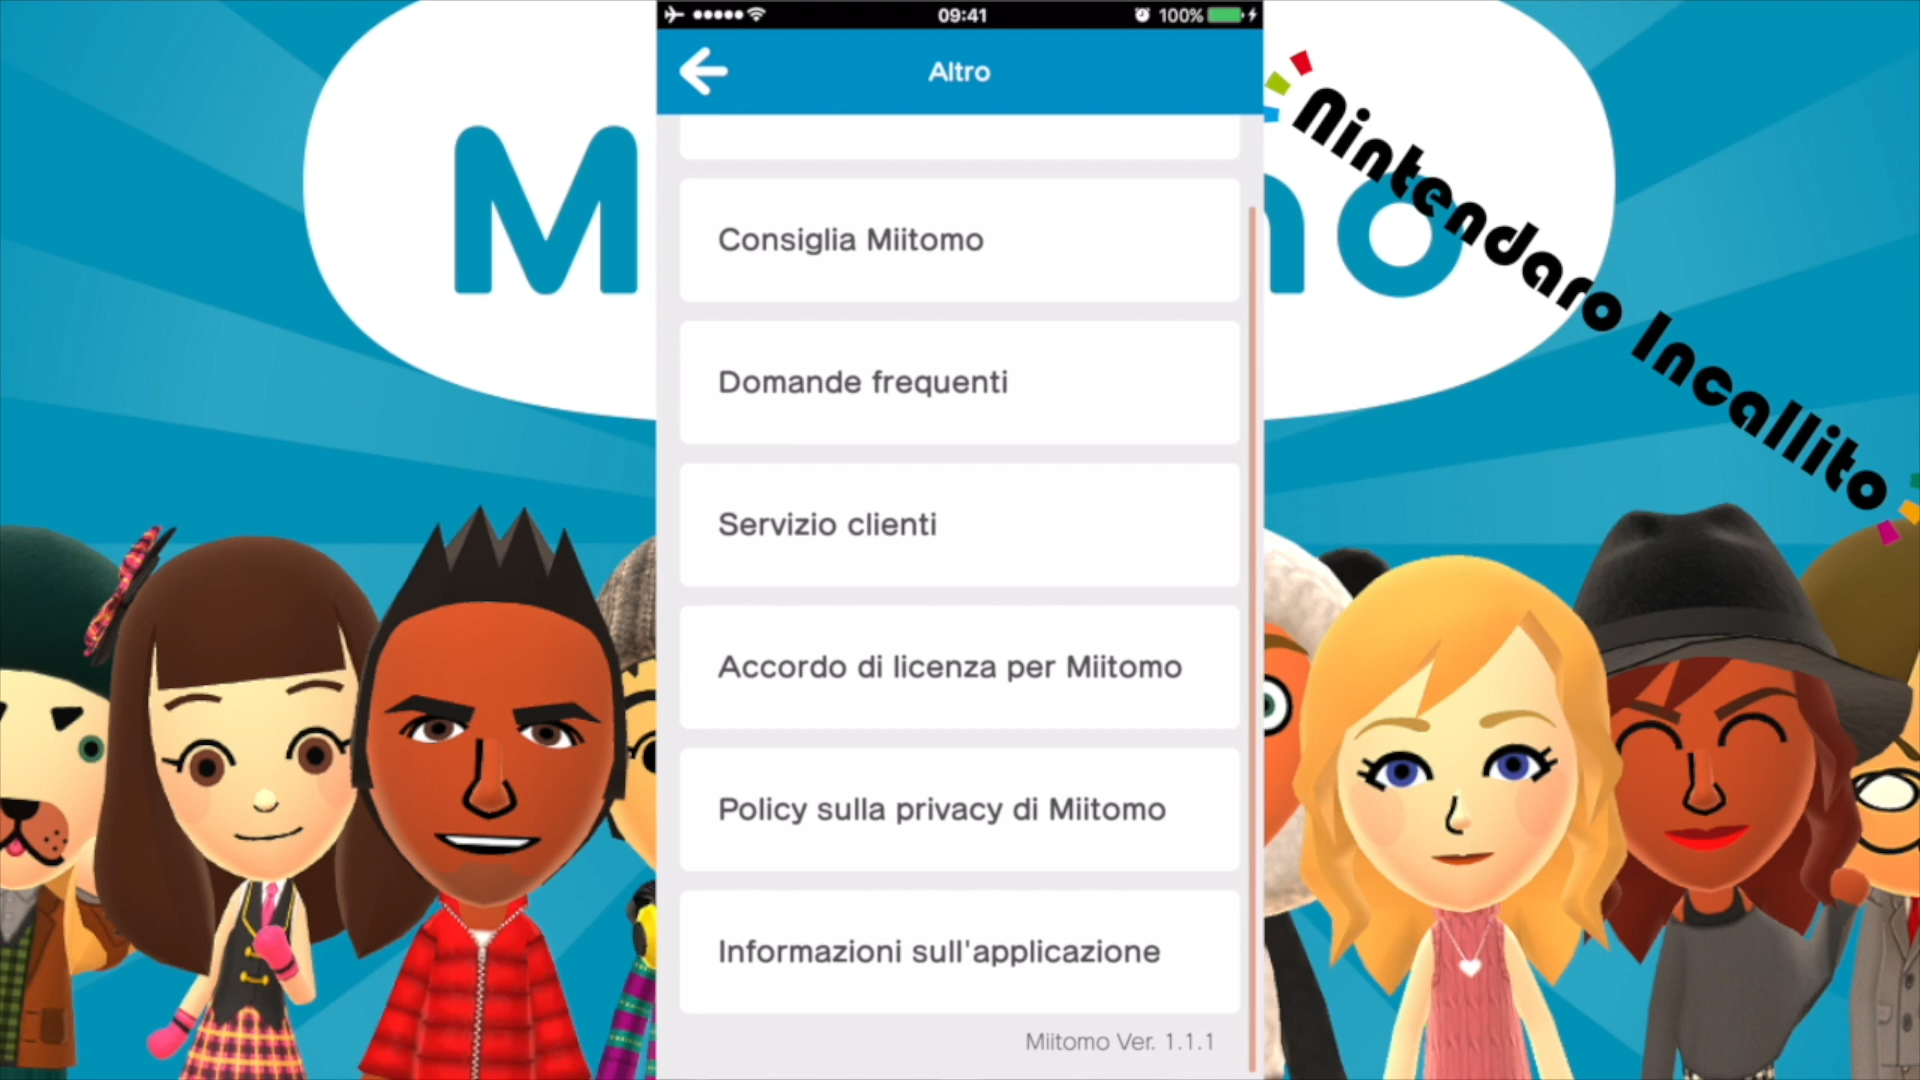 09:41
100%
Altro
M
no
Nintendaro Incallito
Consiglia Miitomo
Domande frequenti
Servizio clienti
Accordo di licenza per Miitomo
Policy sulla privacy di Miitomo
Informazioni sull'applicazione
Miitomo Ver. 1.1.1